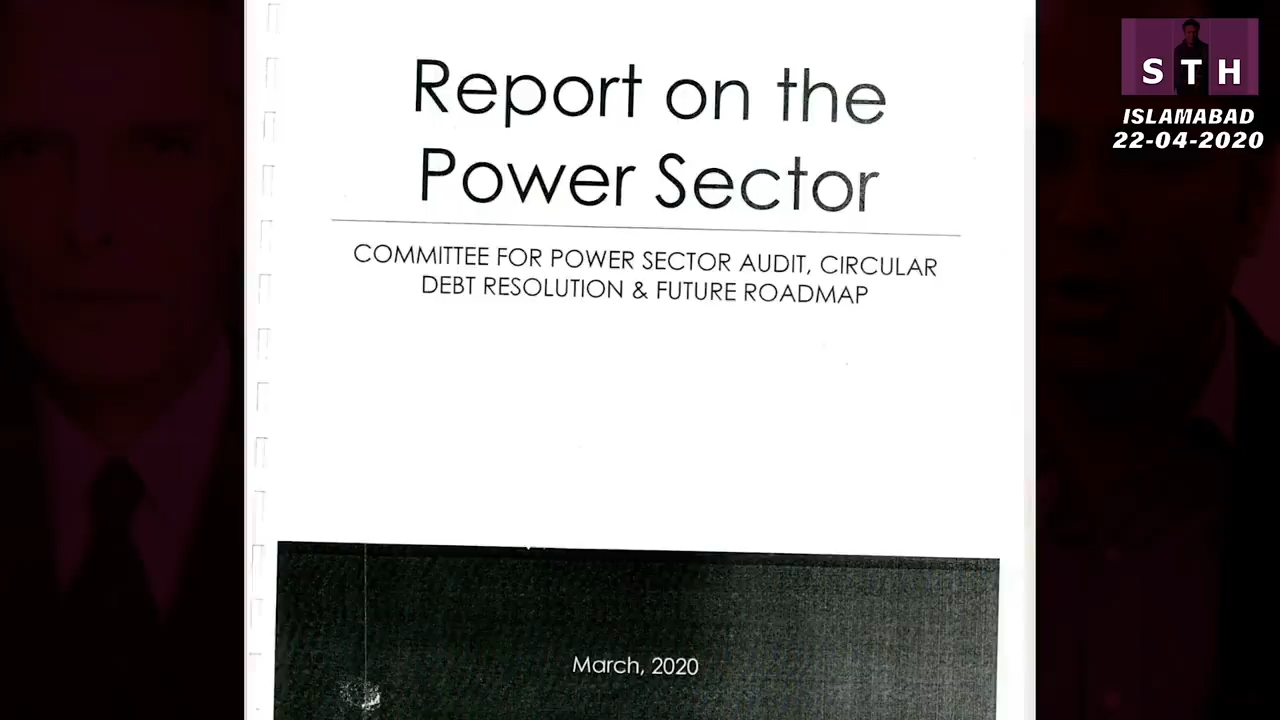 Report on the
Power Sector
COMMITTEE FOR POWER SECTOR AUDIT, CIRCULAR
DEBT RESOLUTION & FUTURE ROADMAP
March, 2020
S T H
ISLAMABAD
22-04-2020